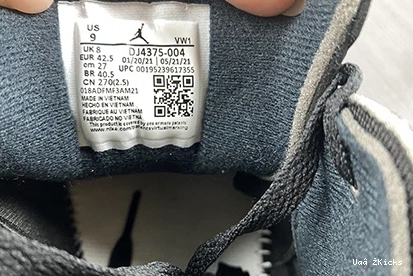 US
9
VW1
UK 8
EUR 42.5
cm 27
BR 40.5
CN 270(2.5)
DJ4375-004
01/20/21 05/21/21
UPC 00195239617355
018ADFMF3AM21
MADE IN VIETNAM
HECHO EN VIETNAM
FABRIQUÉ AU VIETNAM
FABRICADO NO VIETNAM